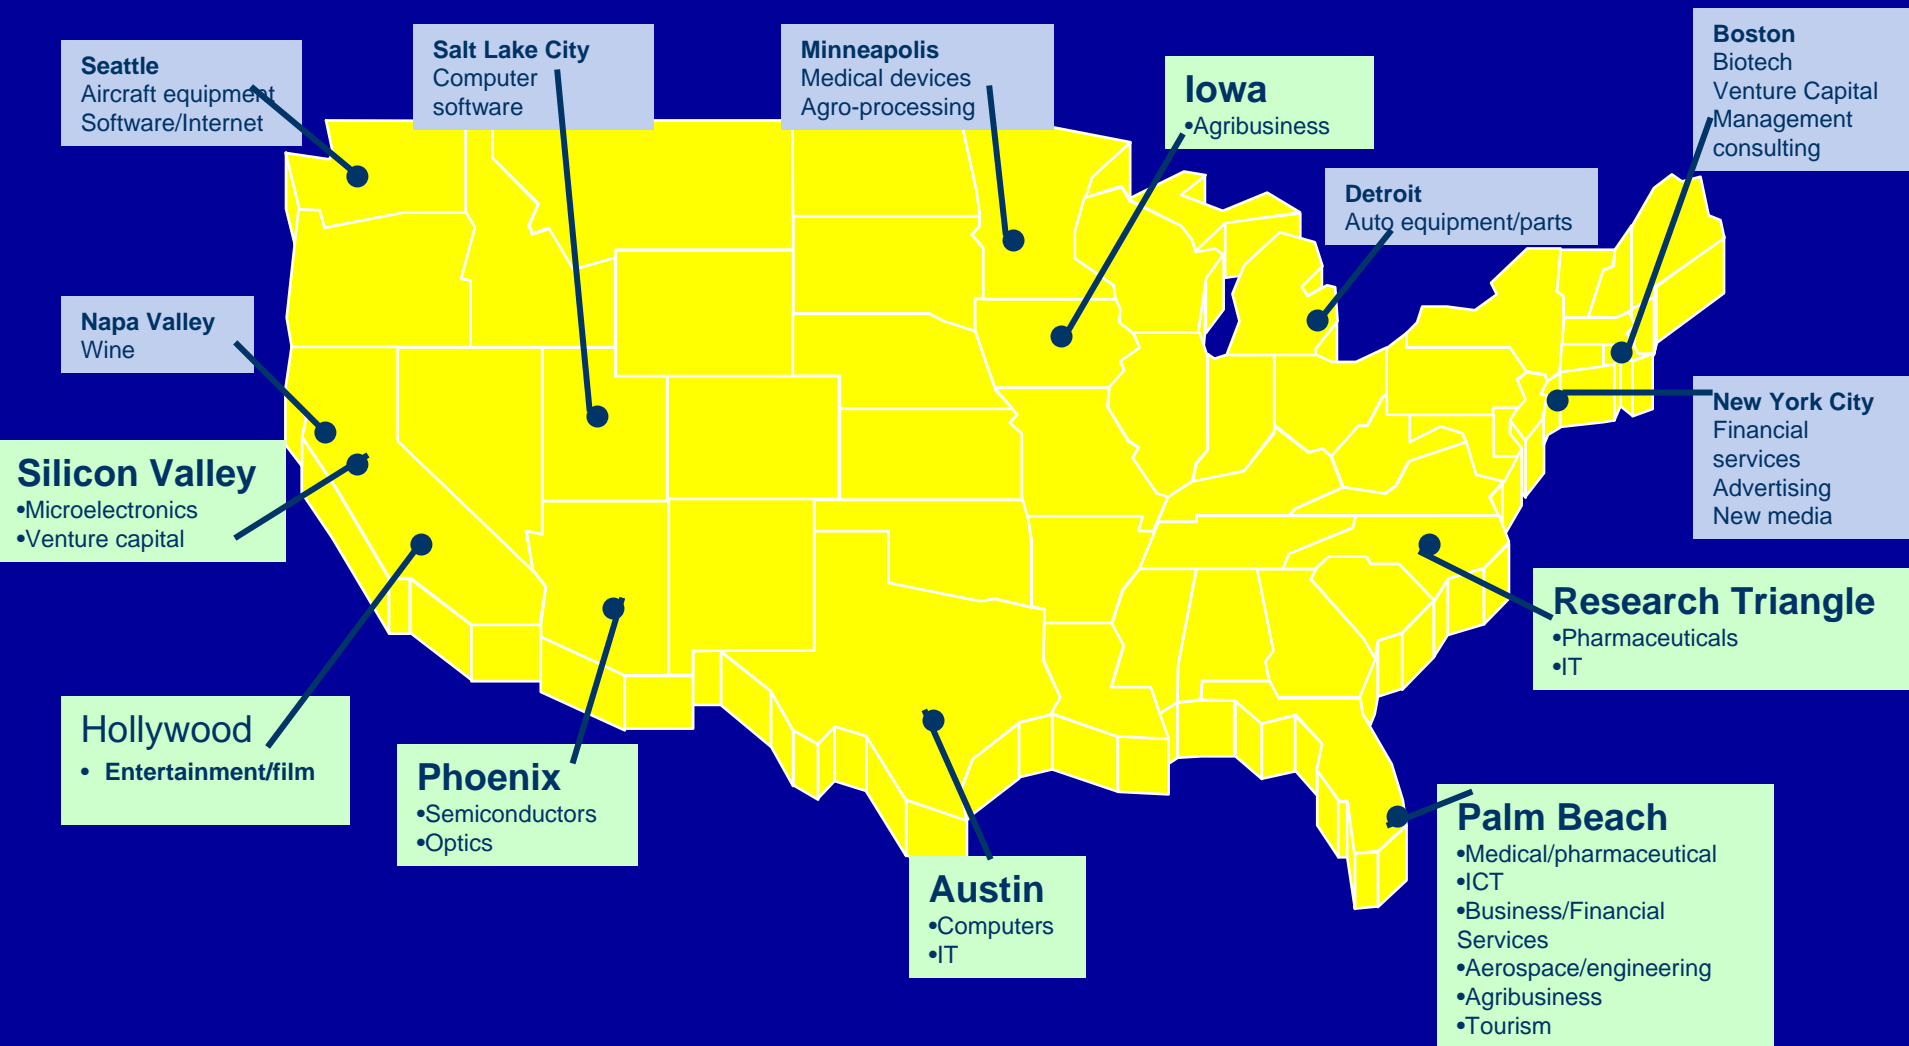 Seattle
Aircraft equipment
Software/Internet
Salt Lake City
Computer
software
Minneapolis
Medical devices
Agro-processing
Iowa
•Agribusiness
Boston
Biotech
Venture Capital
Management
consulting
Detroit
Auto equipment/parts
Napa Valley
Wine
New York City
Financial
services
Advertising
New media
Silicon Valley
•Microelectronics
•Venture capital
Research Triangle
•Pharmaceuticals
•IT
Hollywood
• Entertainment/film
Phoenix
•Semiconductors
•Optics
Austin
•Computers
•IT
Palm Beach
•Medical/pharmaceutical
•ICT
•Business/Financial
Services
•Aerospace/engineering
•Agribusiness
•Tourism